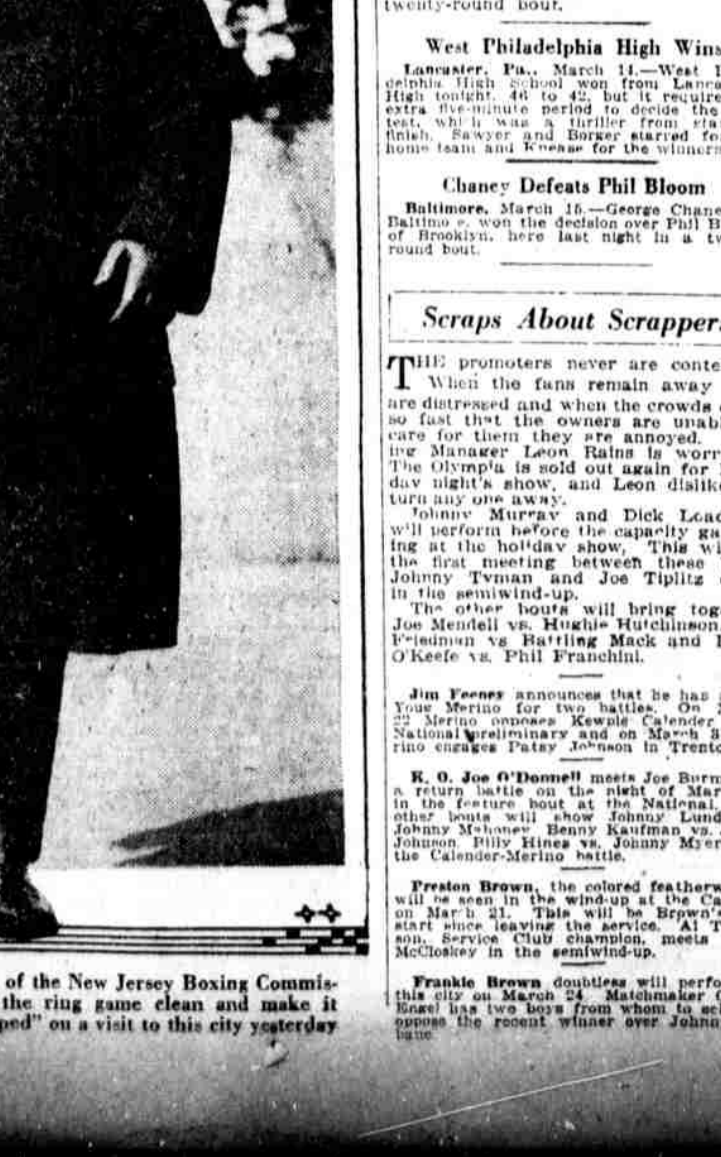 twenty-round bout.
West Philadelphia High Wins
Lancaster, Pa., March 14.—West
delphia High School won from Lanca
High tonight, 46 to 42, but it require
extra five-minute period to decide the
test, which was a thriller from sta
finish. Sawyer and Borger starred fo
home team and Knease for the winners
Chaney Defeats Phil Bloom
Baltimore, March 15.—George Chane
Baltimo e, won the decision over Phil B
of Brooklyn, here last night in a tw
round bout.
Scraps About Scrapper
THE promoters never are conte
When the fans remain away
are distressed and when the crowds
so fast that the owners are unab
care for them they are annoyed.
ing Manager Leon Rains is worr
The Olympia is sold out again for
day night's show, and Leon dislike
turn any one away.
Johnny Murray and Dick Load
will perform before the capacity ga
ing at the holiday show, This wi
the first meeting between these
Johnny Tyman and Joe Tiplitz
in the semiwind-up.
The other bouts will bring tog
Joe Mendell vs. Hughie Hutchinson,
Friedman vs Battling Mack and
O'Keefe vs. Phil Franchini.
Jim Feeney announces that he has
Young Merino for two battles. On
22 Merino opposes Kewpie Calender
National preliminary and on March 3
rino engages Patsy Johnson in Trento
K. O. Joe O'Donnell meets Joe Burm
a return battle on the night of Mar
in the feature bout at the National.
other bouts will show Johnny Lund
Johnny Mahoney Benny Kaufman vs.
Johnson, Billy Hines vs. Johnny Myer
the Calender-Merino battle.
Preston Brown, the colored featherw
will be seen in the wind-up at the Ca
on March 21. This will be Brown'
start since leaving the service. Al T
son, Service Club champion, meets
McCloskey in the semiwind-up.
Frankie Brown doubtless will perfo
this city on March 24 Matchmaker
Engel has two boys from whom to sel
oppose the recent winner over Johnn
bane
of the New Jersey Boxing Commis-
the ring game clean and make it
ped" on a visit to this city yesterday